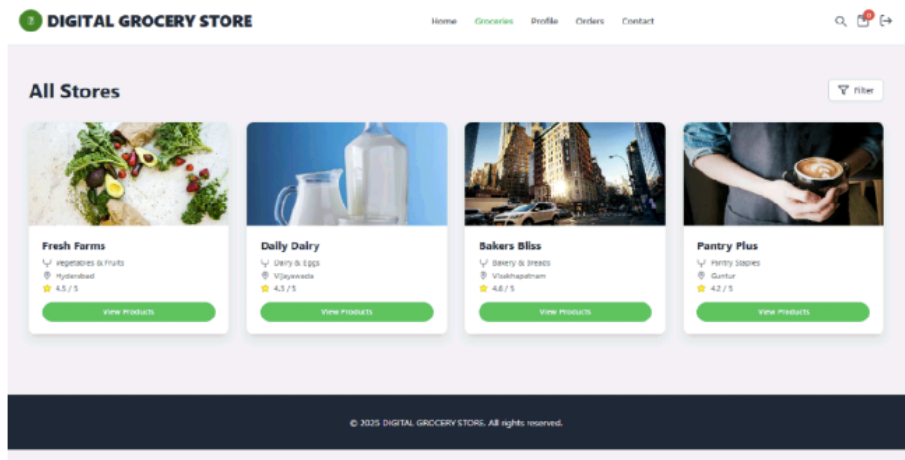 DIGITAL GROCERY STORE
Home Groceries Profile Orders Contact
0
All Stores
Filter
Fresh Farms
Vegetables & Fruits
Hyderabad
4.5 / 5
View Products
Daily Dairy
Dairy & Eggs
Vijayawada
4.3 / 5
View Products
Bakers Bliss
Bakery & Breads
Visakhapatnam
4.8 / 5
View Products
Pantry Plus
Pantry Staples
Guntur
4.2 / 5
View Products
© 2025 DIGITAL GROCERY STORE. All rights reserved.